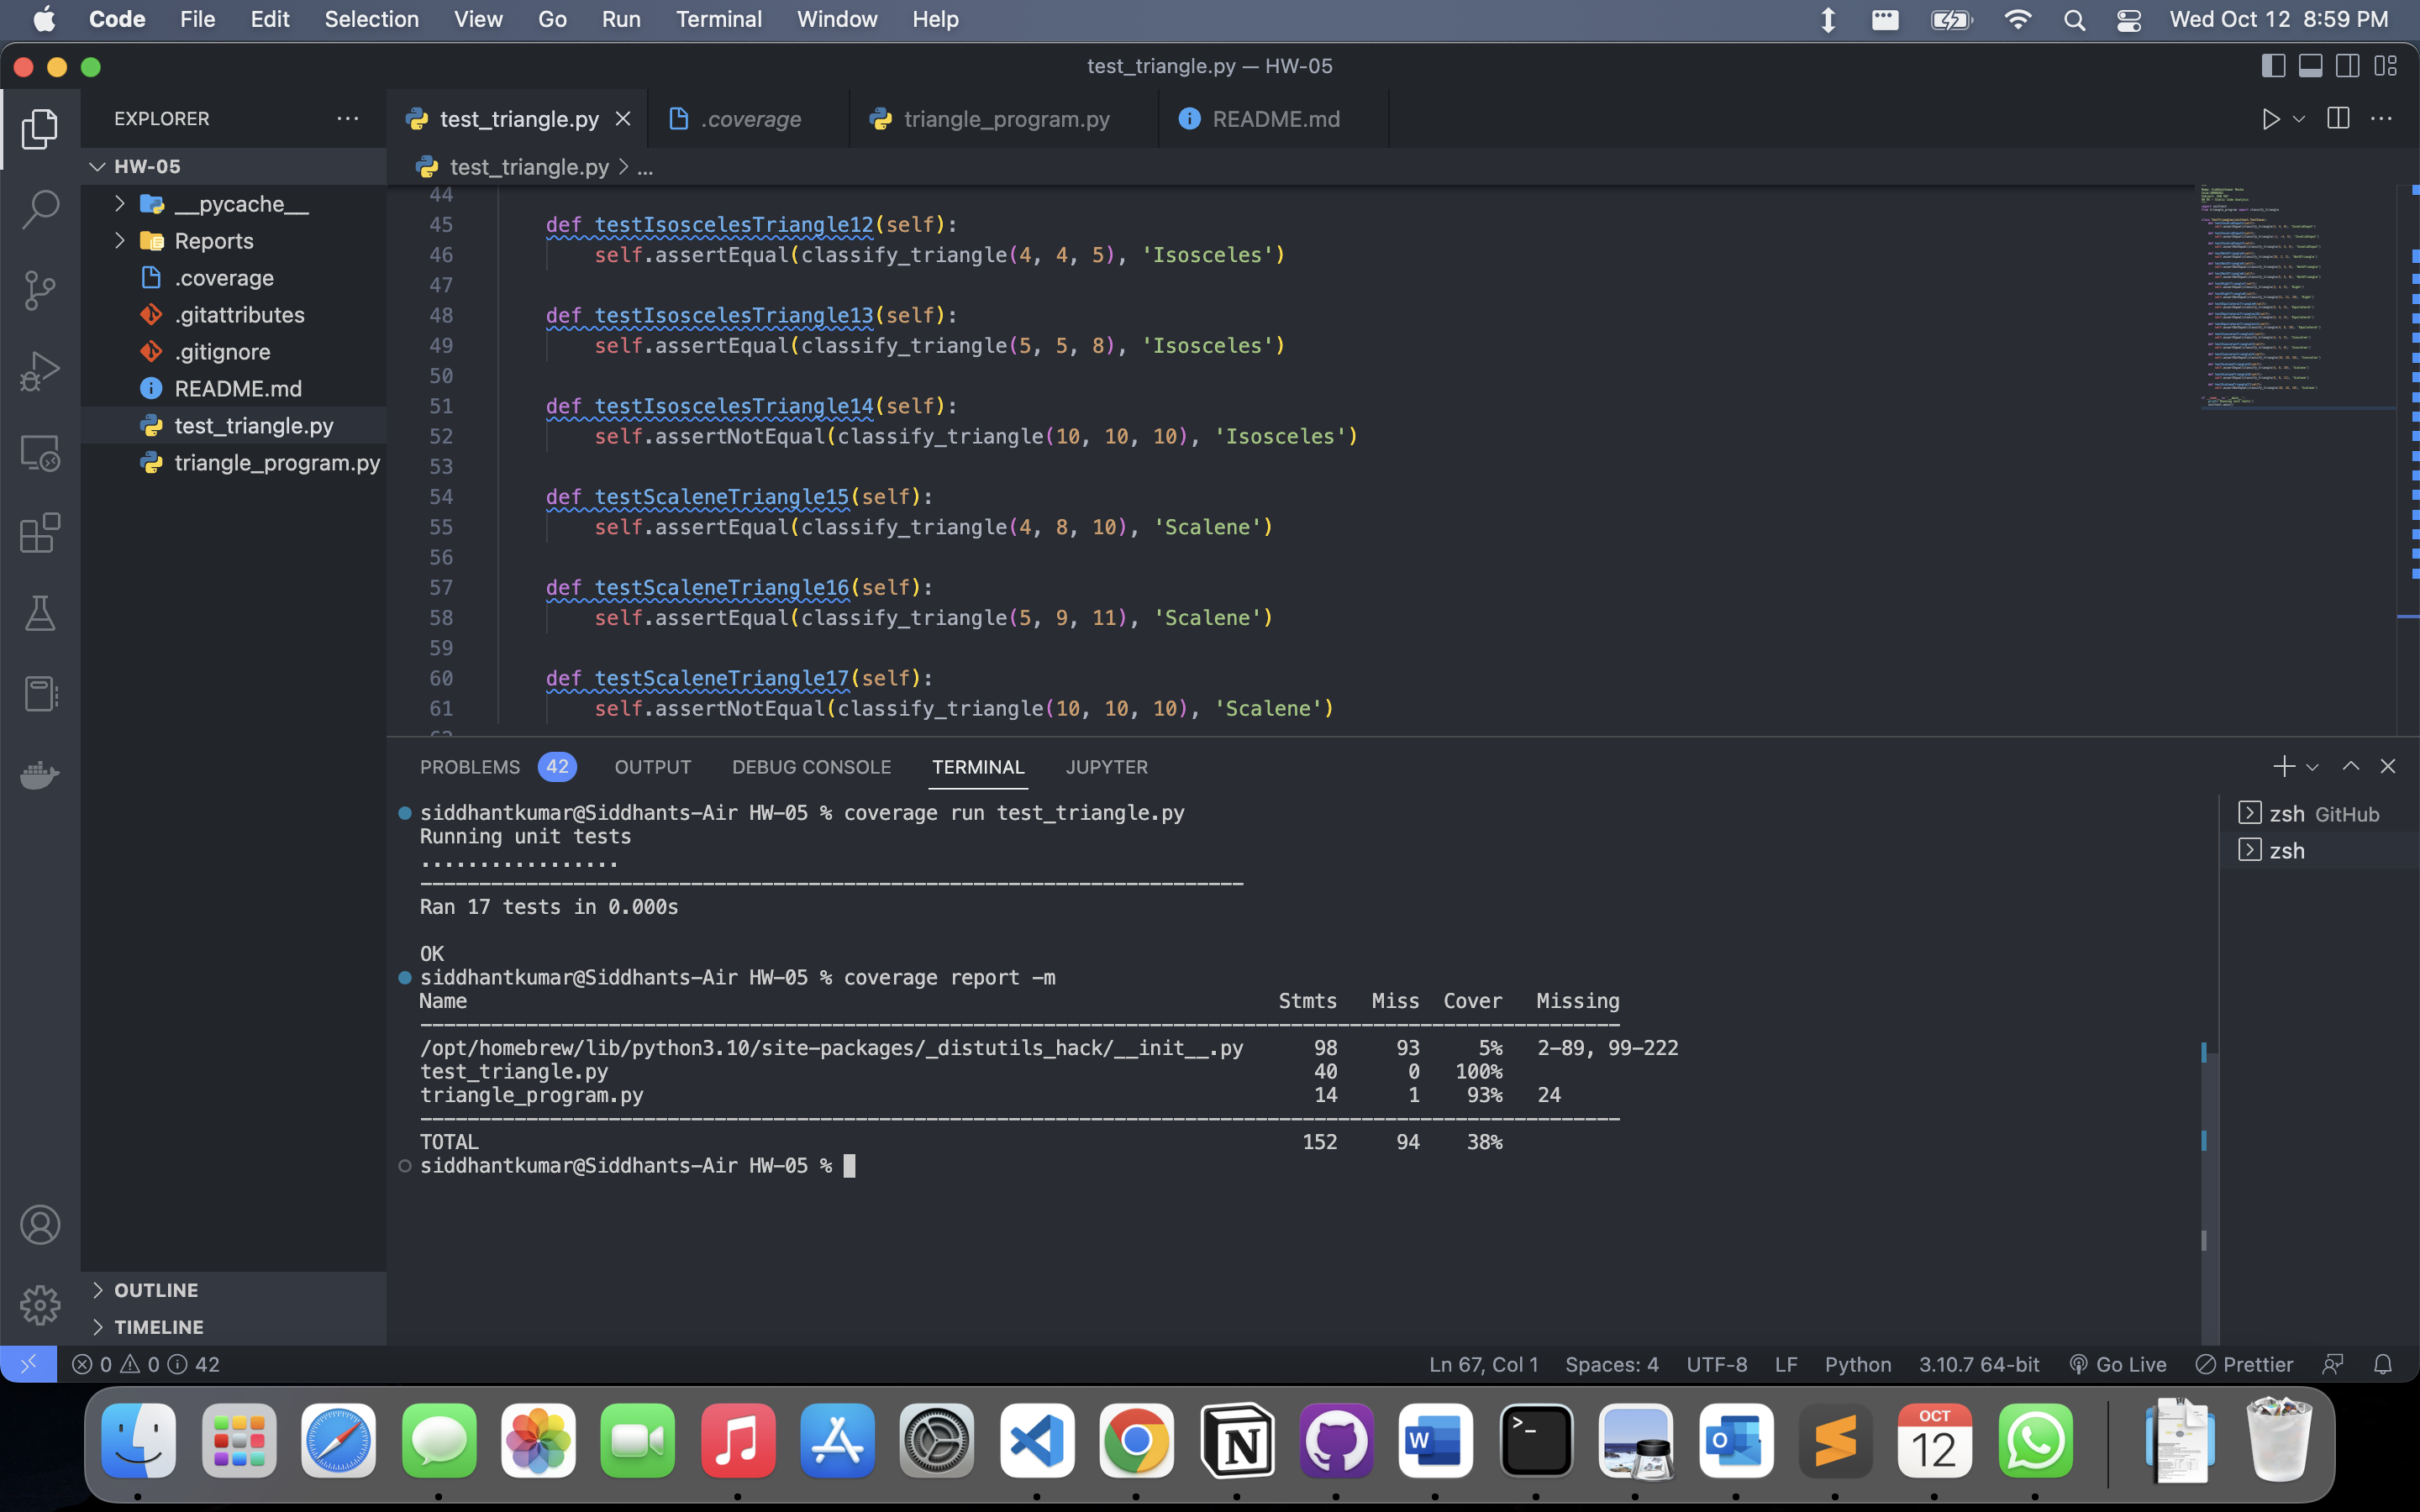 Code File Edit Selection View Go Run Terminal Window Help Wed Oct 12 8:59 PM
test_triangle.py — HW-05
EXPLORER
test_triangle.py
.coverage
triangle_program.py
README.md
HW-05
test_triangle.py > ...
__pycache__
Reports
.coverage
.gitattributes
.gitignore
README.md
test_triangle.py
triangle_program.py
44
45 def testIsoscelesTriangle12(self):
46 self.assertEqual(classify_triangle(4, 4, 5), 'Isosceles')
47
48 def testIsoscelesTriangle13(self):
49 self.assertEqual(classify_triangle(5, 5, 8), 'Isosceles')
50
51 def testIsoscelesTriangle14(self):
52 self.assertNotEqual(classify_triangle(10, 10, 10), 'Isosceles')
53
54 def testScaleneTriangle15(self):
55 self.assertEqual(classify_triangle(4, 8, 10), 'Scalene')
56
57 def testScaleneTriangle16(self):
58 self.assertEqual(classify_triangle(5, 9, 11), 'Scalene')
59
60 def testScaleneTriangle17(self):
61 self.assertNotEqual(classify_triangle(10, 10, 10), 'Scalene')
PROBLEMS 42 OUTPUT DEBUG CONSOLE TERMINAL JUPYTER
siddhantkumar@Siddhants-Air HW-05 % coverage run test_triangle.py
Running unit tests
.................
----------------------------------------------------------------------
Ran 17 tests in 0.000s
OK
siddhantkumar@Siddhants-Air HW-05 % coverage report -m
Name Stmts Miss Cover Missing
------------------------------------------------------------------------------------------------------
/opt/homebrew/lib/python3.10/site-packages/_distutils_hack/__init__.py 98 93 5% 2-89, 99-222
test_triangle.py 40 0 100%
triangle_program.py 14 1 93% 24
------------------------------------------------------------------------------------------------------
TOTAL 152 94 38%
siddhantkumar@Siddhants-Air HW-05 %
zsh GitHub
zsh
OUTLINE
TIMELINE
0 0 42
Ln 67, Col 1 Spaces: 4 UTF-8 LF Python 3.10.7 64-bit Go Live Prettier
OCT
12